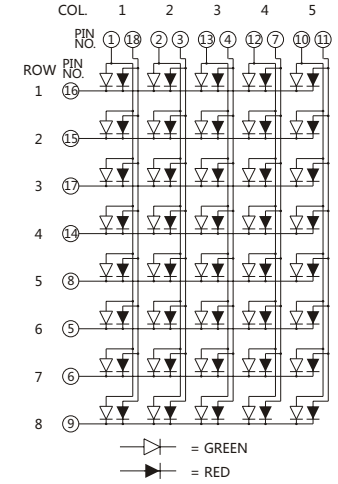 COL. 1 2 3 4 5
PIN NO. 1 18 2 3 13 4 12 7 10 11
ROW PIN NO.
1 16
2 15
3 17
4 14
5 8
6 5
7 6
8 9
= GREEN
= RED